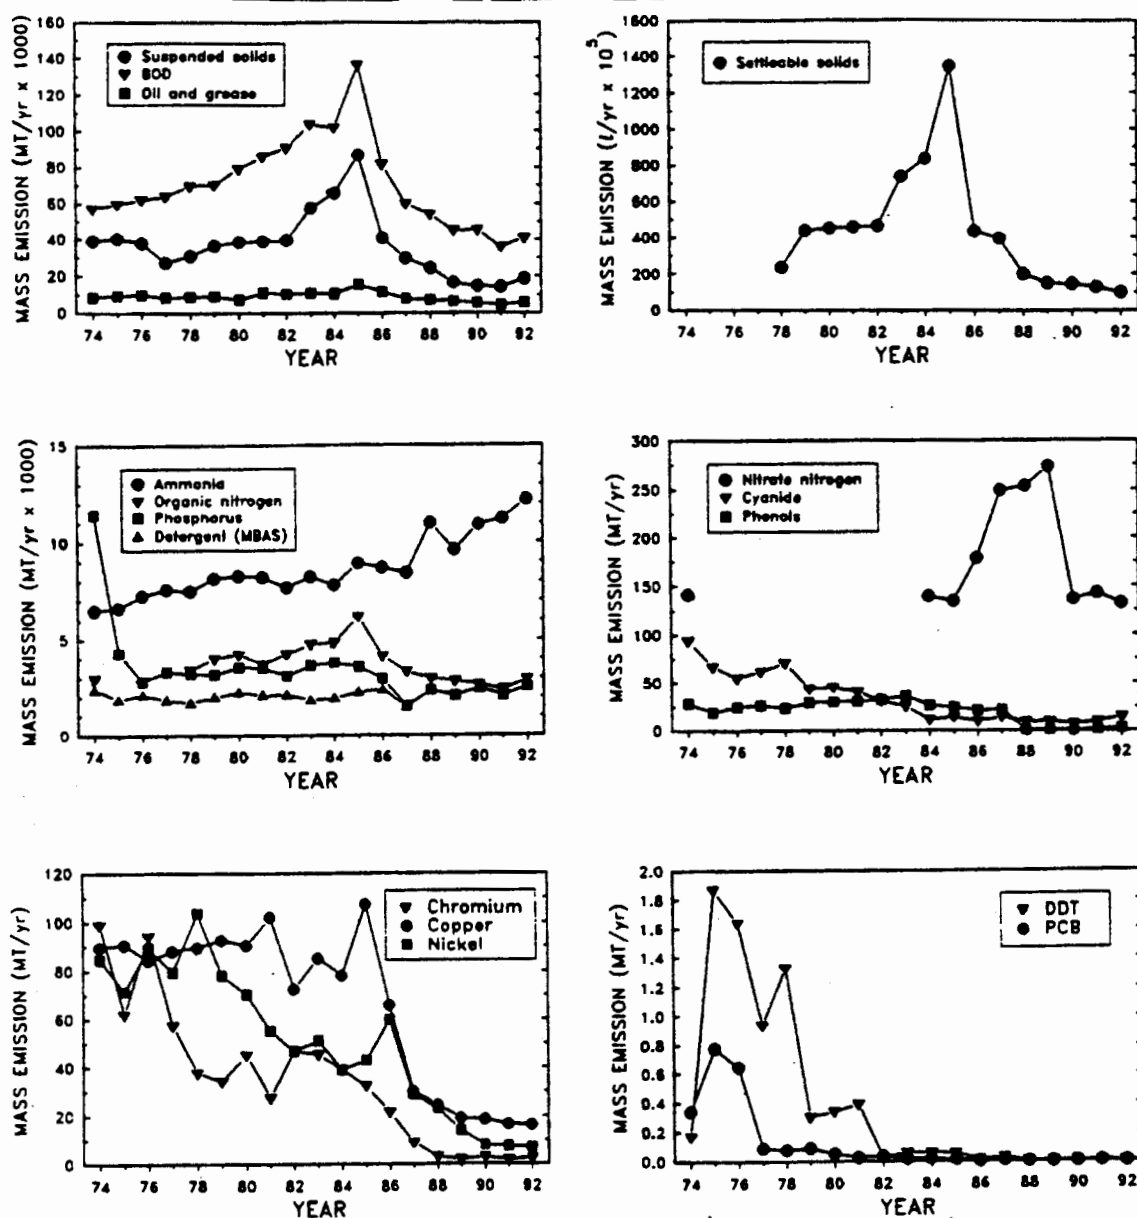 MASS EMISSION (MT/yr x 1000)
160
140
120
100
80
60
40
20
0
Suspended solids
BOD
Oil and grease
74 76 78 80 82 84 86 88 90 92
YEAR
MASS EMISSION (l/yr x 10⁵)
1600
1400
1200
1000
800
600
400
200
0
Settleable solids
74 76 78 80 82 84 86 88 90 92
YEAR
MASS EMISSION (MT/yr x 1000)
15
10
5
0
Ammonia
Organic nitrogen
Phosphorus
Detergent (MBAS)
74 76 78 80 82 84 86 88 90 92
YEAR
MASS EMISSION (MT/yr)
300
250
200
150
100
50
0
Nitrate nitrogen
Cyanide
Phenols
74 76 78 80 82 84 86 88 90 92
YEAR
MASS EMISSION (MT/yr)
120
100
80
60
40
20
0
Chromium
Copper
Nickel
74 76 78 80 82 84 86 88 90 92
YEAR
MASS EMISSION (MT/yr)
2.0
1.8
1.6
1.4
1.2
1.0
0.8
0.6
0.4
0.2
0.0
DDT
PCB
74 76 78 80 82 84 86 88 90 92
YEAR